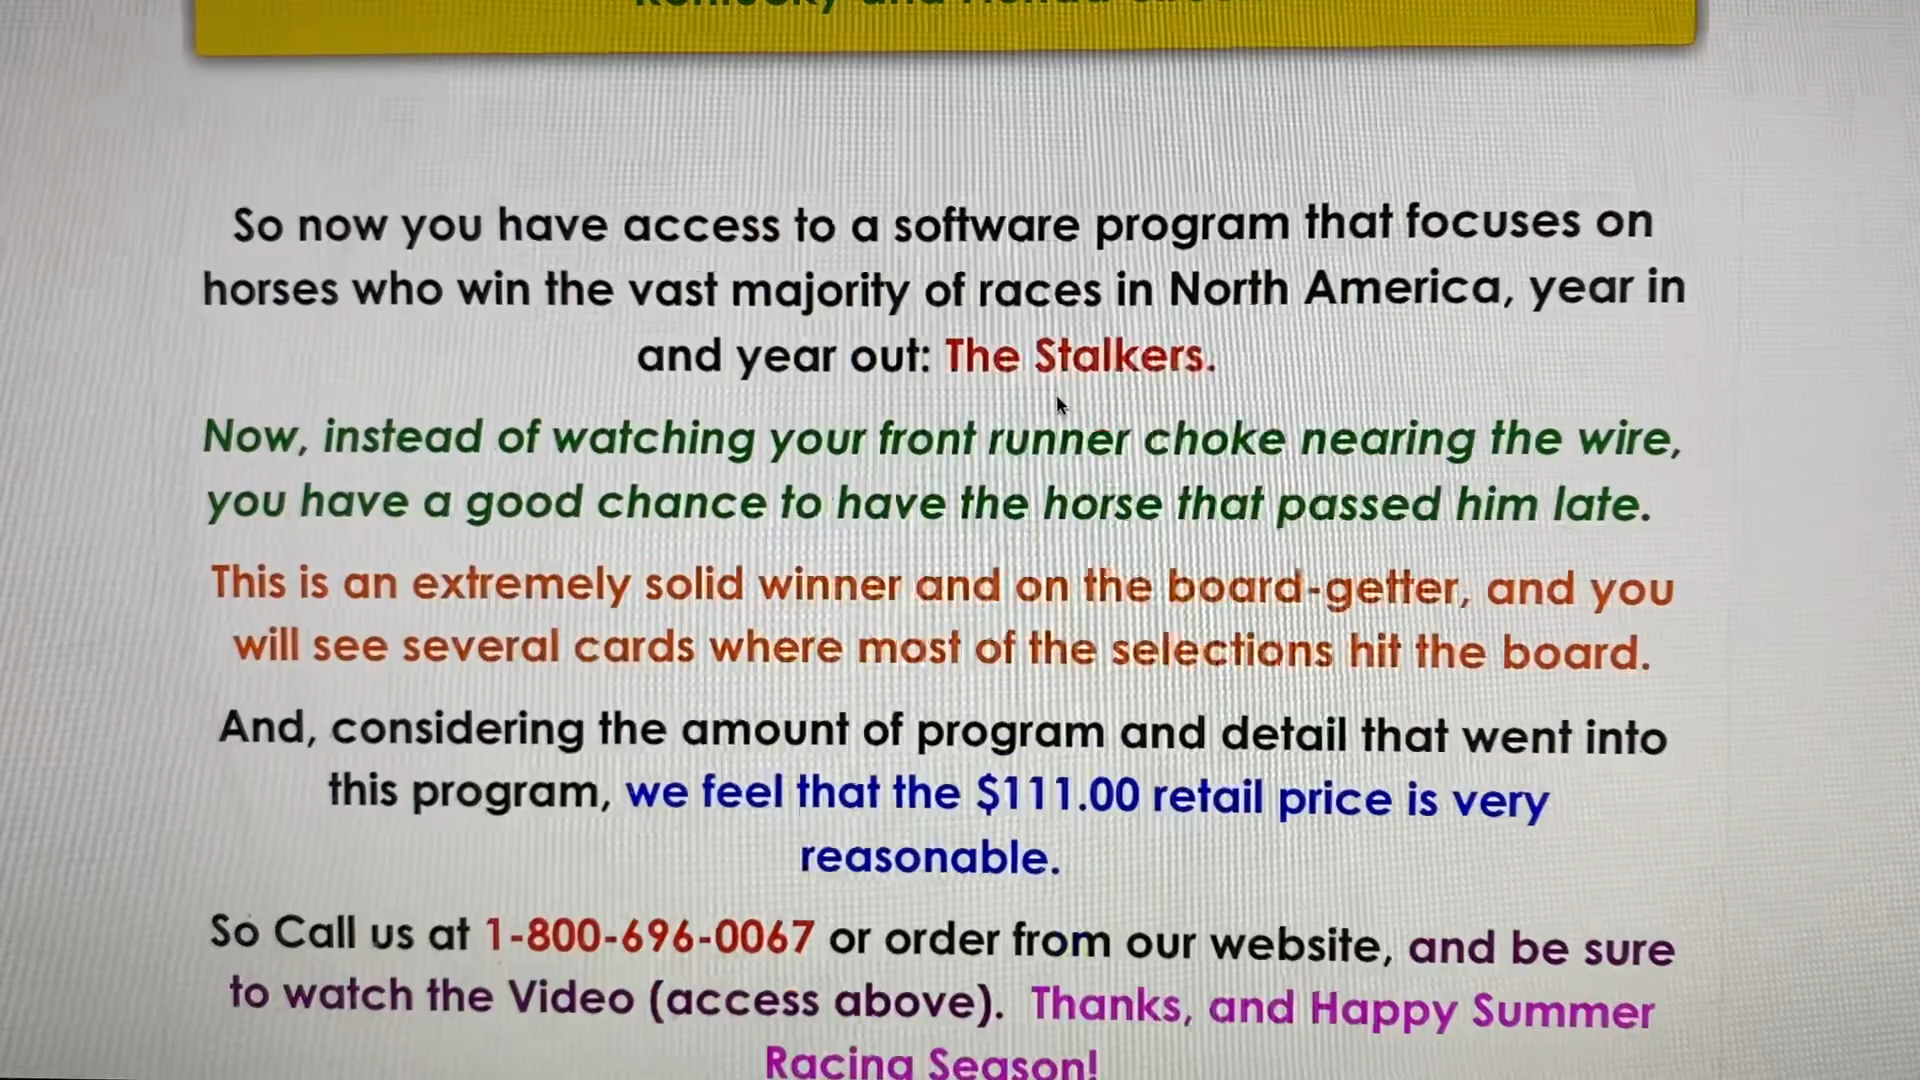 So now you have access to a software program that focuses on
horses who win the vast majority of races in North America, year in
and year out: The Stalkers.
Now, instead of watching your front runner choke nearing the wire,
you have a good chance to have the horse that passed him late.
This is an extremely solid winner and on the board-getter, and you
will see several cards where most of the selections hit the board.
And, considering the amount of program and detail that went into
this program, we feel that the $111.00 retail price is very
reasonable.
So Call us at 1-800-696-0067 or order from our website, and be sure
to watch the Video (access above). Thanks, and Happy Summer
Racing Season!